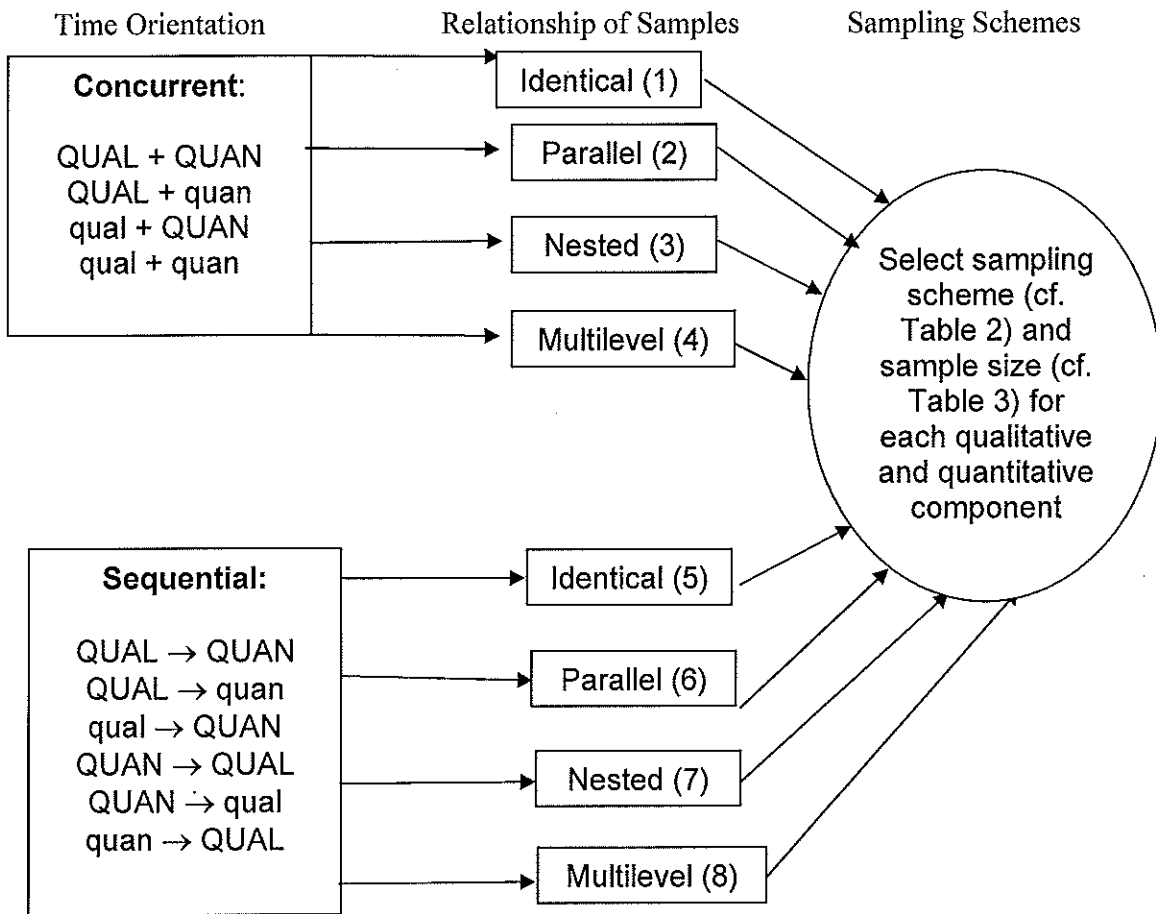 Time Orientation
Relationship of Samples
Sampling Schemes
Concurrent:
QUAL + QUAN
QUAL + quan
qual + QUAN
qual + quan
Identical (1)
Parallel (2)
Nested (3)
Multilevel (4)
Select sampling
scheme (cf.
Table 2) and
sample size (cf.
Table 3) for
each qualitative
and quantitative
component
Sequential:
QUAL → QUAN
QUAL → quan
qual → QUAN
QUAN → QUAL
QUAN → qual
quan → QUAL
Identical (5)
Parallel (6)
Nested (7)
Multilevel (8)